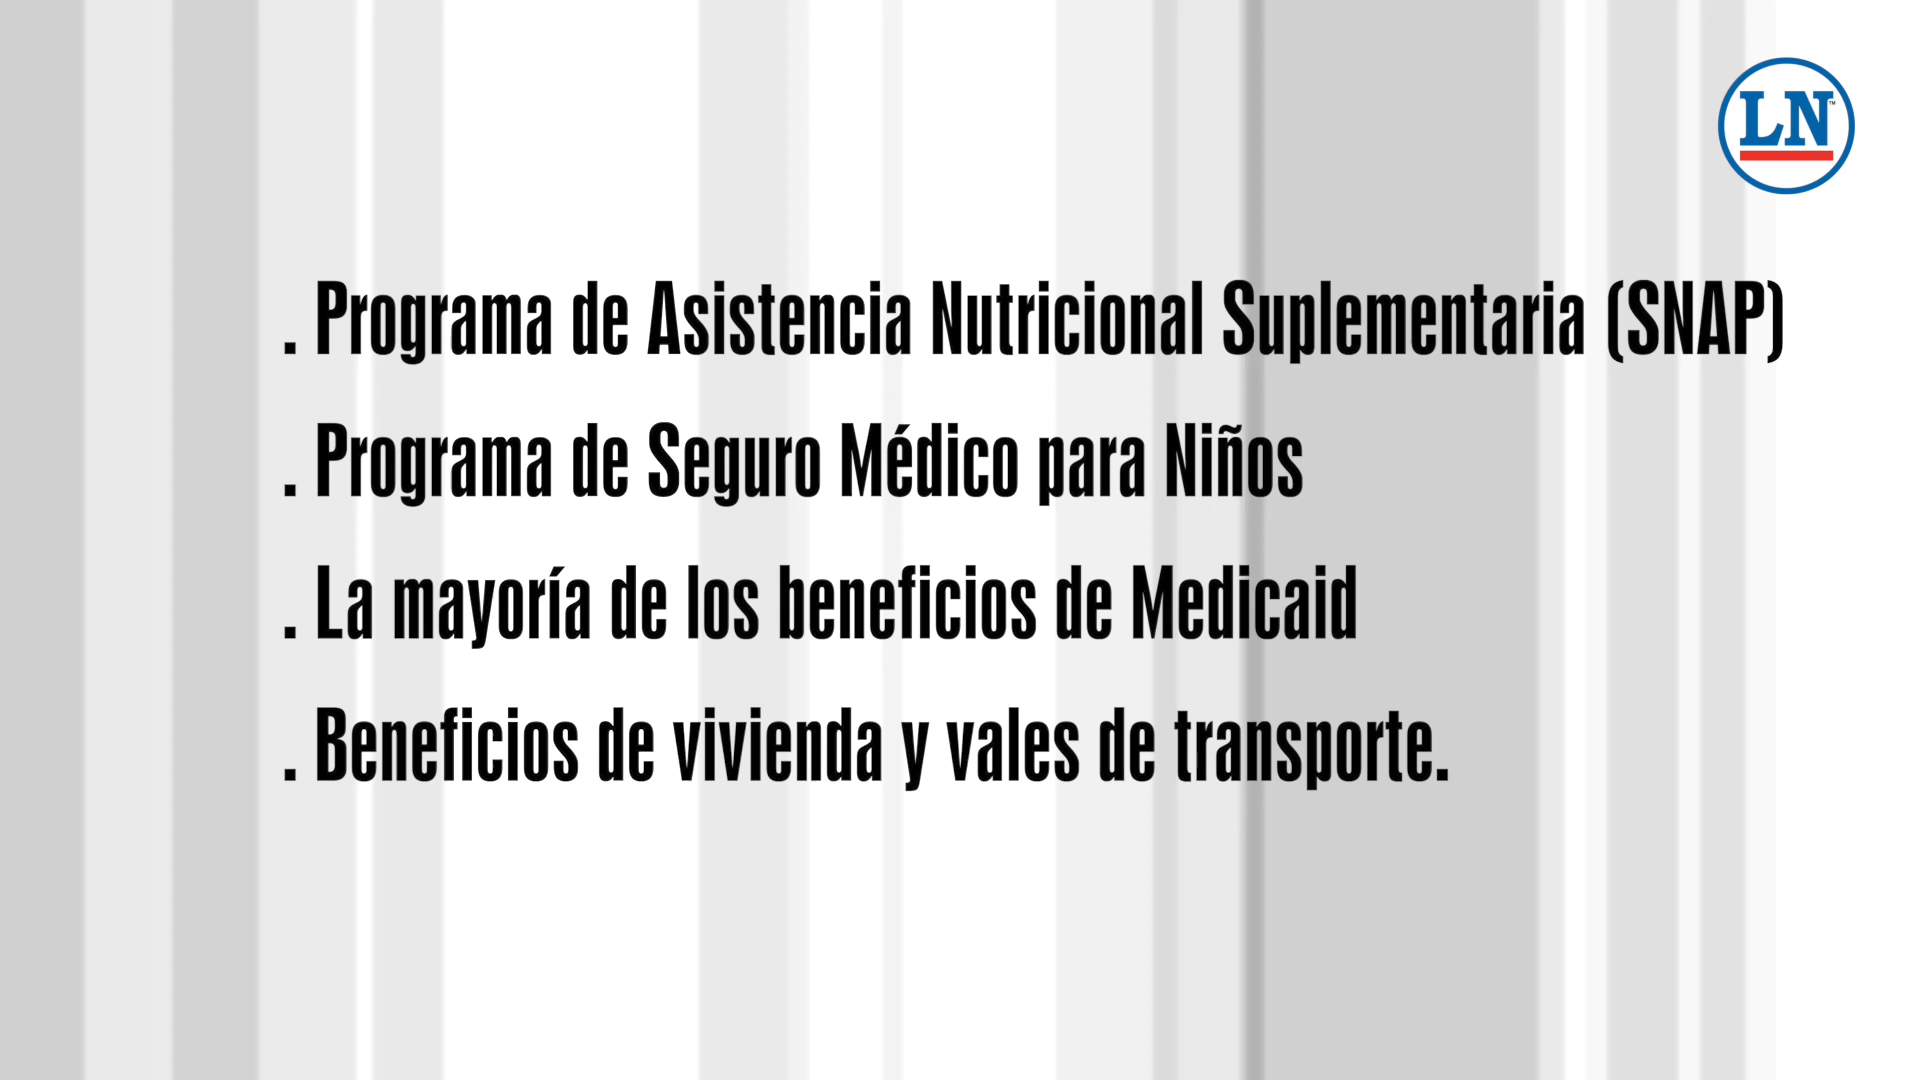 LN™
. Programa de Asistencia Nutricional Suplementaria (SNAP)
. Programa de Seguro Médico para Niños
. La mayoría de los beneficios de Medicaid
. Beneficios de vivienda y vales de transporte.